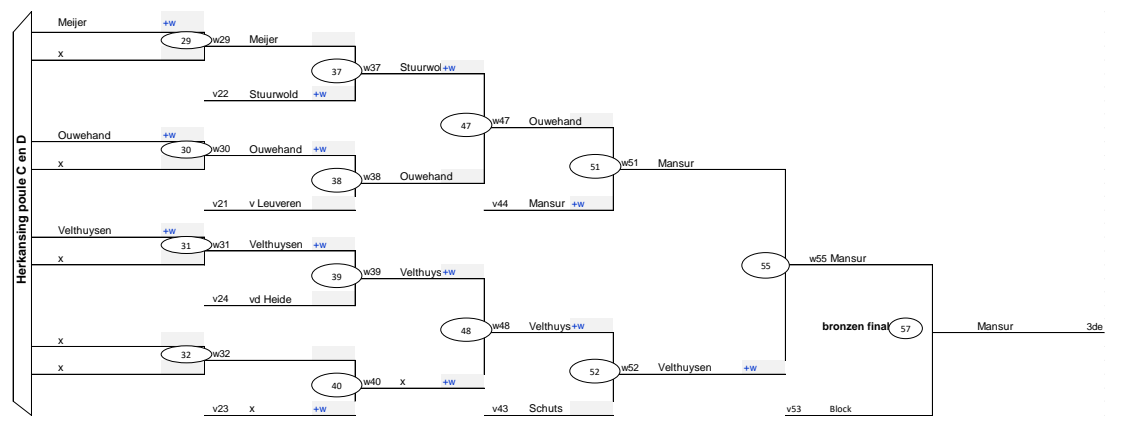 Herkansing poule C en D
Meijer +w
29 w29 Meijer
x
37 w37 Stuurwol +w
v22 Stuurwold +w
47 w47 Ouwehand
Ouwehand +w
30 w30 Ouwehand +w
x
38 w38 Ouwehand
51 w51 Mansur
v21 v Leuveren
v44 Mansur +w
Velthuysen +w
31 w31 Velthuysen +w
x
39 w39 Velthuys +w
55 w55 Mansur
v24 vd Heide
48 w48 Velthuys +w
bronzen final 57 Mansur 3de
x
32 w32
x
52 w52 Velthuysen +w
40 w40 x +w
v23 x +w
v43 Schuts
v53 Block